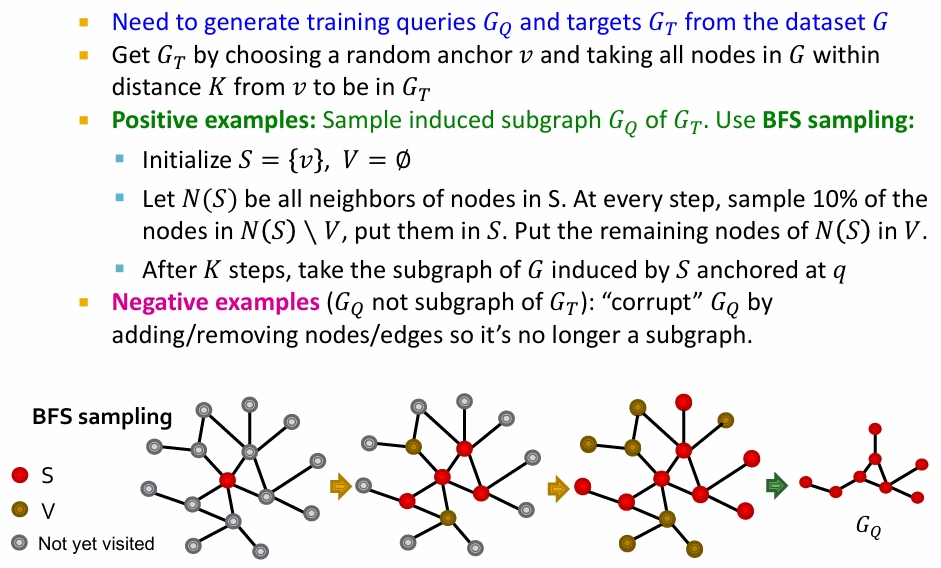 Need to generate training queries G_Q and targets G_T from the dataset G
Get G_T by choosing a random anchor v and taking all nodes in G within
distance K from v to be in G_T
Positive examples: Sample induced subgraph G_Q of G_T. Use BFS sampling:
Initialize S = {v}, V = ∅
Let N(S) be all neighbors of nodes in S. At every step, sample 10% of the
nodes in N(S) \ V, put them in S. Put the remaining nodes of N(S) in V.
After K steps, take the subgraph of G induced by S anchored at q
Negative examples (G_Q not subgraph of G_T): “corrupt” G_Q by
adding/removing nodes/edges so it’s no longer a subgraph.
BFS sampling
S
V
Not yet visited
G_Q